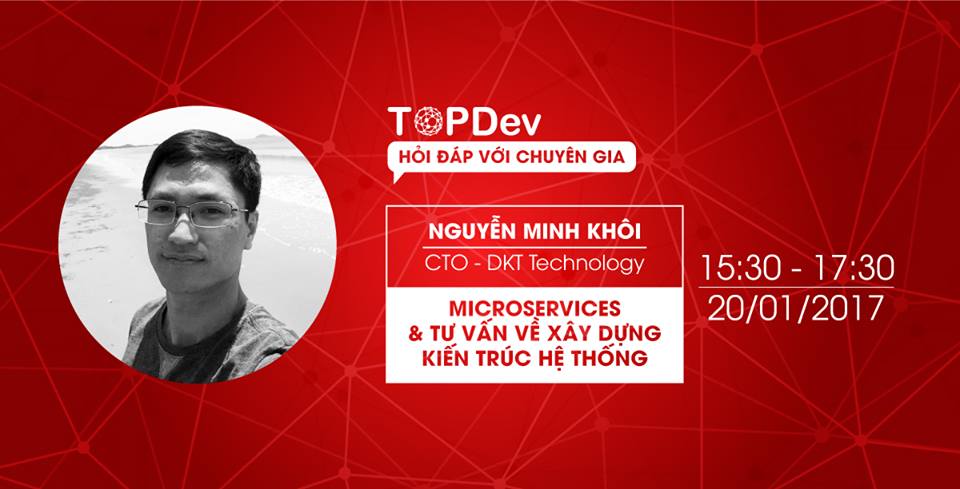 TOPDev
HỎI ĐÁP VỚI CHUYÊN GIA
NGUYỄN MINH KHÔI
CTO - DKT Technology
MICROSERVICES
& TƯ VẤN VỀ XÂY DỰNG
KIẾN TRÚC HỆ THỐNG
15:30 - 17:30
20/01/2017